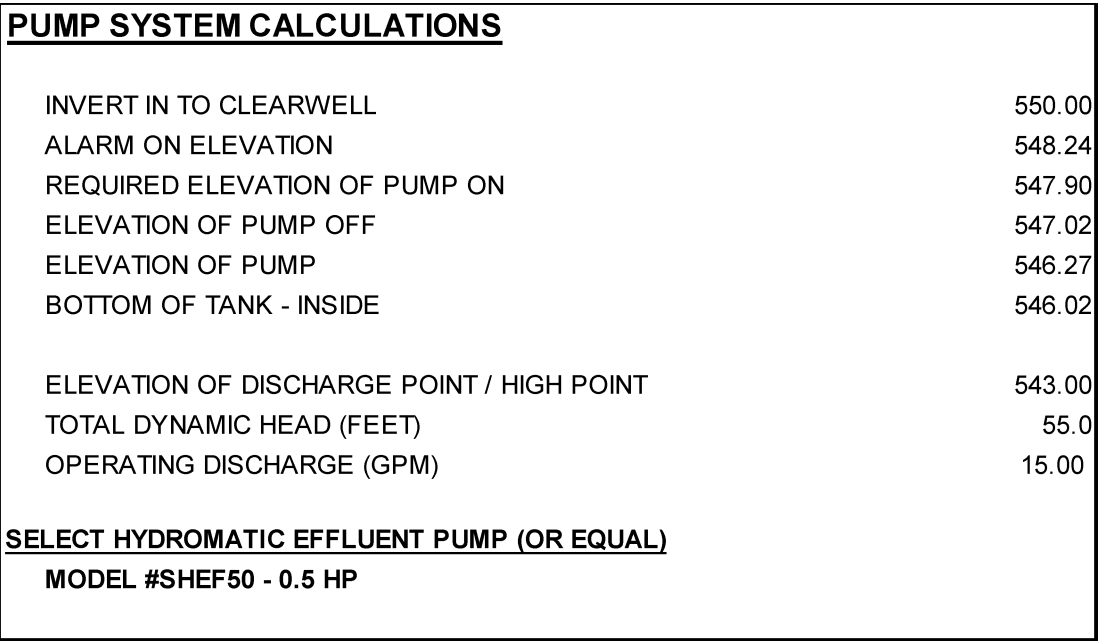 PUMP SYSTEM CALCULATIONS
INVERT IN TO CLEARWELL 550.00
ALARM ON ELEVATION 548.24
REQUIRED ELEVATION OF PUMP ON 547.90
ELEVATION OF PUMP OFF 547.02
ELEVATION OF PUMP 546.27
BOTTOM OF TANK - INSIDE 546.02
ELEVATION OF DISCHARGE POINT / HIGH POINT 543.00
TOTAL DYNAMIC HEAD (FEET) 55.0
OPERATING DISCHARGE (GPM) 15.00
SELECT HYDROMATIC EFFLUENT PUMP (OR EQUAL)
MODEL #SHEF50 - 0.5 HP